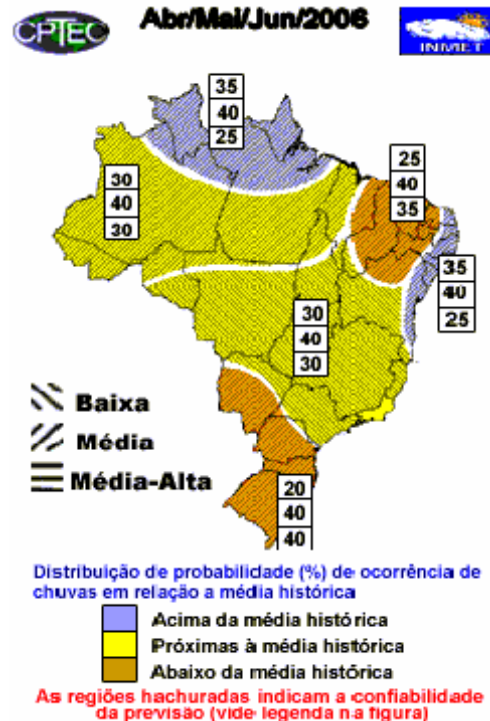 CPTEC
Abr/Mai/Jun/2006
INMET
35
40
25
30
40
30
25
40
35
35
40
25
30
40
30
20
40
40
Baixa
Média
Média-Alta
Distribuição de probabilidade (%) de ocorrência de
chuvas em relação a média histórica
Acima da média histórica
Próximas à média histórica
Abaixo da média histórica
As regiões hachuradas indicam a confiabilidade
da previsão (vide legenda na figura)